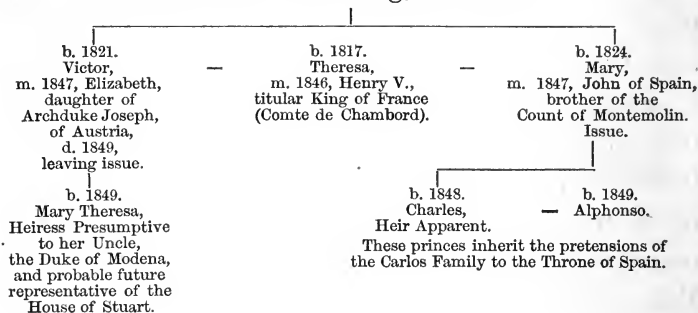 b. 1821.
Victor,
m. 1847, Elizabeth,
daughter of
Archduke Joseph,
of Austria,
d. 1849,
leaving issue.
b. 1849.
Mary Theresa,
Heiress Presumptive
to her Uncle,
the Duke of Modena,
and probable future
representative of the
House of Stuart.
—
b. 1817.
Theresa,
m. 1846, Henry V.,
titular King of France
(Comte de Chambord).
—
b. 1824.
Mary,
m. 1847, John of Spain,
brother of the
Count of Montemolin.
Issue.
b. 1848.
Charles,
Heir Apparent.
—
b. 1849.
Alphonso.
These princes inherit the pretensions of
the Carlos Family to the Throne of Spain.